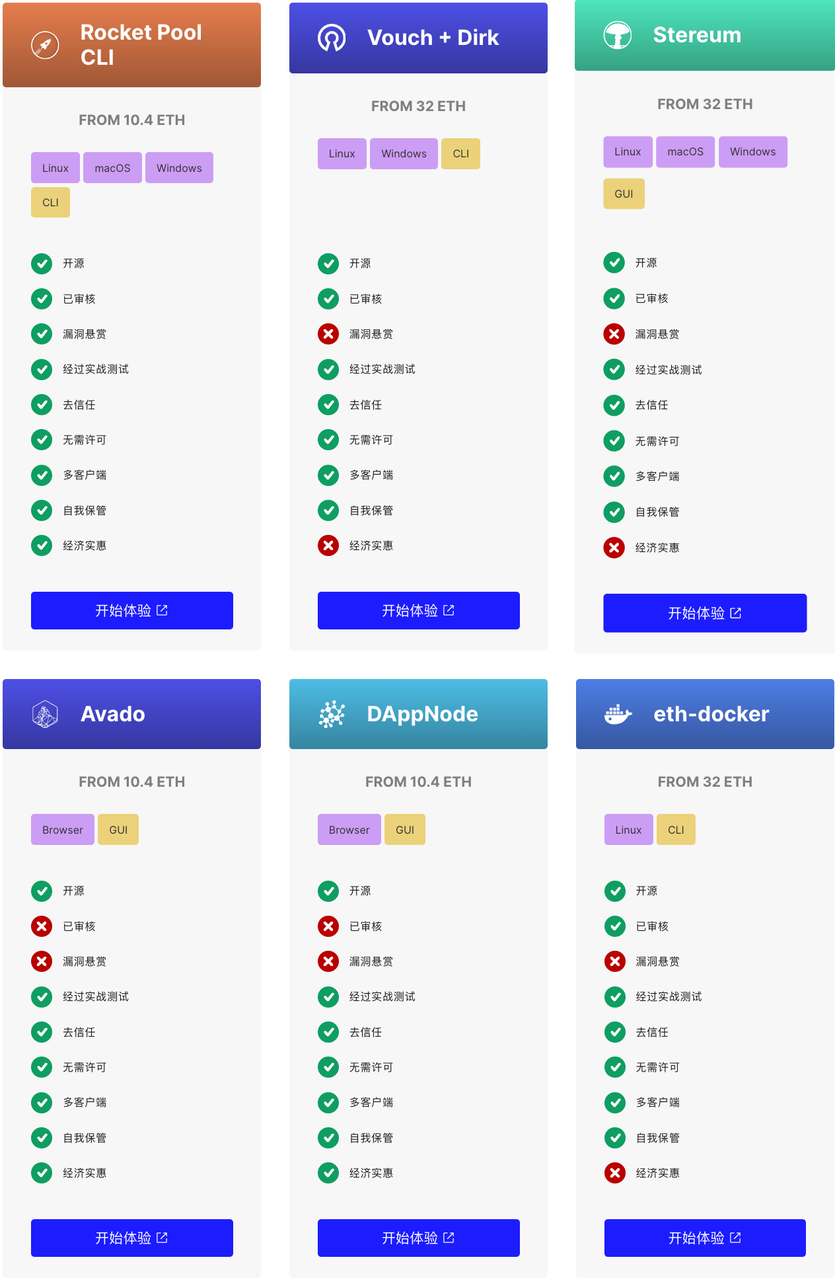 Rocket Pool
CLI
FROM 10.4 ETH
Linux macOS Windows
CLI
开源
已审核
漏洞悬赏
经过实战测试
去信任
无需许可
多客户端
自我保管
经济实惠
开始体验
Vouch + Dirk
FROM 32 ETH
Linux Windows CLI
开源
已审核
漏洞悬赏
经过实战测试
去信任
无需许可
多客户端
自我保管
经济实惠
开始体验
Stereum
FROM 32 ETH
Linux macOS Windows
GUI
开源
已审核
漏洞悬赏
经过实战测试
去信任
无需许可
多客户端
自我保管
经济实惠
开始体验
Avado
FROM 10.4 ETH
Browser GUI
开源
已审核
漏洞悬赏
经过实战测试
去信任
无需许可
多客户端
自我保管
经济实惠
开始体验
DAppNode
FROM 10.4 ETH
Browser GUI
开源
已审核
漏洞悬赏
经过实战测试
去信任
无需许可
多客户端
自我保管
经济实惠
开始体验
eth-docker
FROM 32 ETH
Linux CLI
开源
已审核
漏洞悬赏
经过实战测试
去信任
无需许可
多客户端
自我保管
经济实惠
开始体验